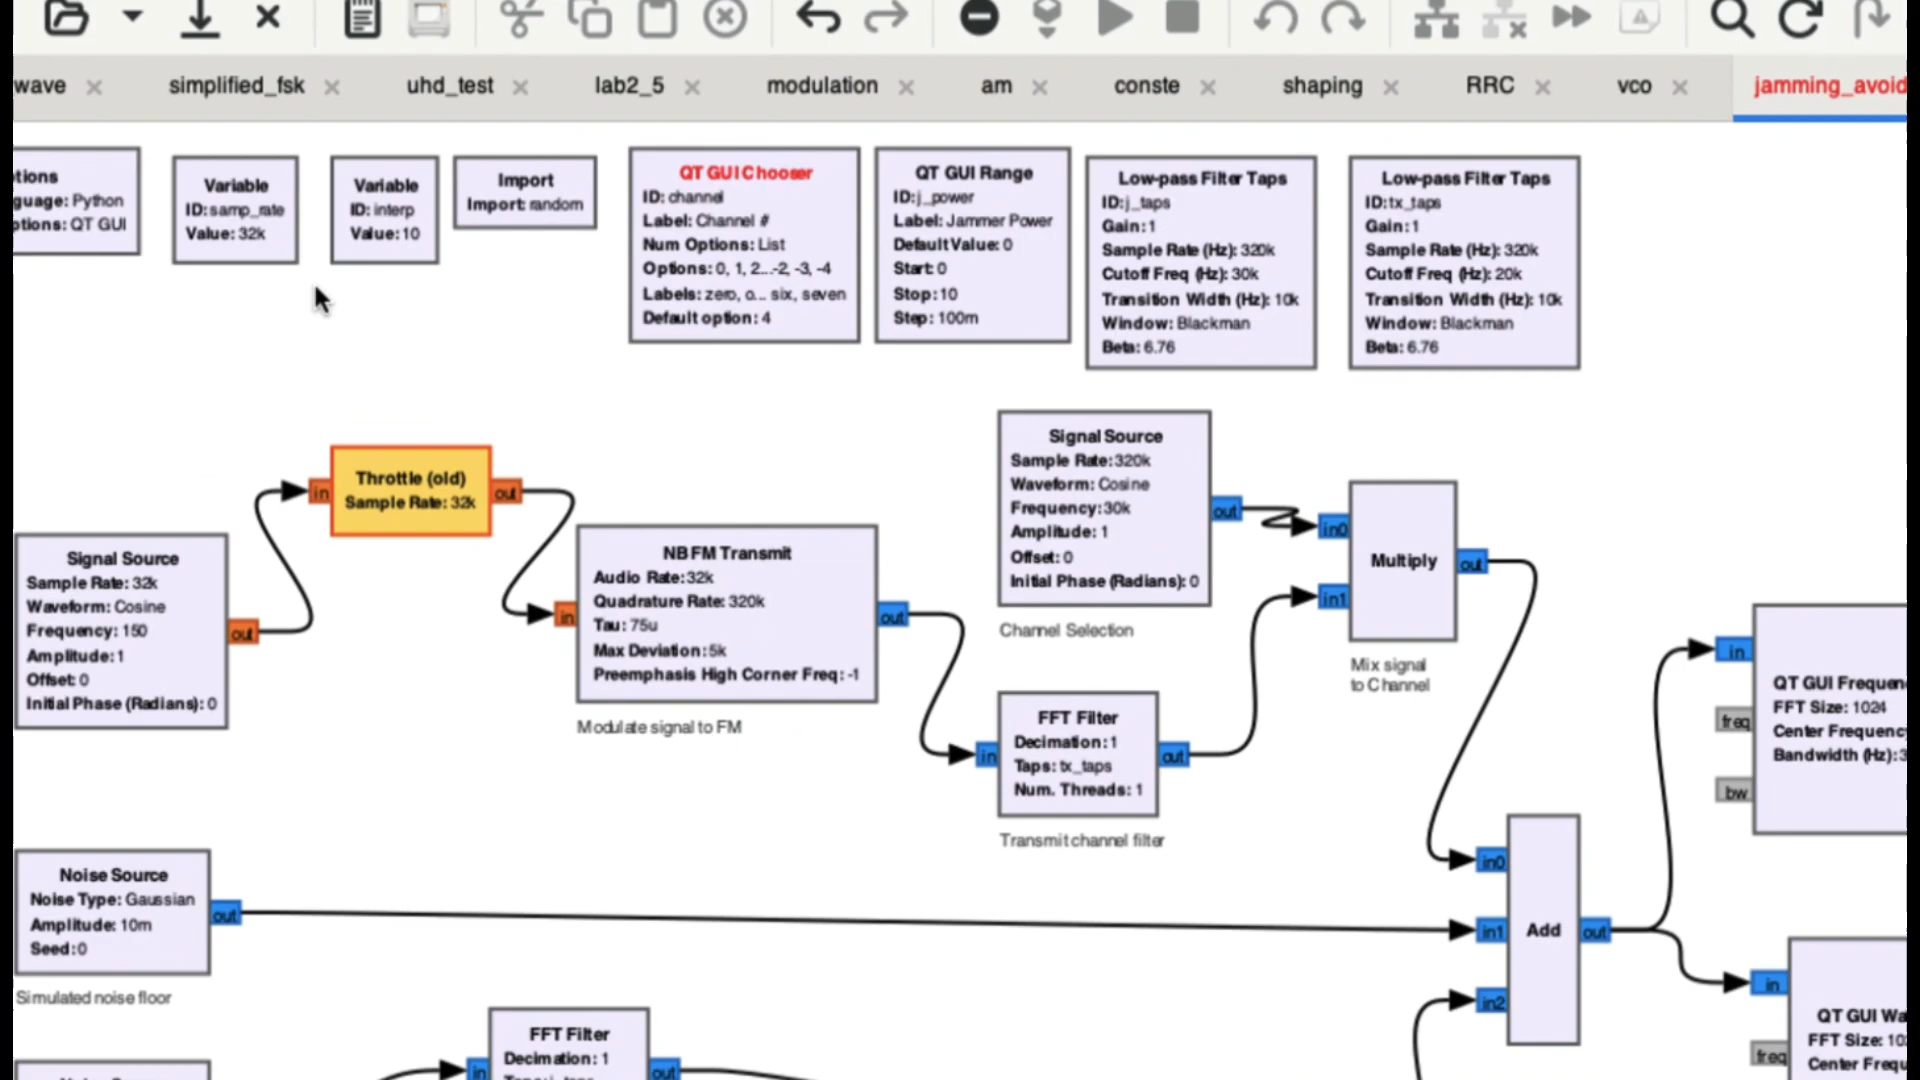 wave simplified_fsk uhd_test lab2_5 modulation am conste shaping RRC vco jamming_avoid
tions
guage: Python
ptions: QT GUI
Variable
ID: samp_rate
Value: 32k
Variable
ID: interp
Value: 10
Import
Import: random
QT GUI Chooser
ID: channel
Label: Channel #
Num Options: List
Options: 0, 1, 2...-2, -3, -4
Labels: zero, o... six, seven
Default option: 4
QT GUI Range
ID: j_power
Label: Jammer Power
Default Value: 0
Start: 0
Stop: 10
Step: 100m
Low-pass Filter Taps
ID: j_taps
Gain: 1
Sample Rate (Hz): 320k
Cutoff Freq (Hz): 30k
Transition Width (Hz): 10k
Window: Blackman
Beta: 6.76
Low-pass Filter Taps
ID: tx_taps
Gain: 1
Sample Rate (Hz): 320k
Cutoff Freq (Hz): 20k
Transition Width (Hz): 10k
Window: Blackman
Beta: 6.76
Signal Source
Sample Rate: 32k
Waveform: Cosine
Frequency: 150
Amplitude: 1
Offset: 0
Initial Phase (Radians): 0
out
in
Throttle (old)
Sample Rate: 32k
out
in
NBFM Transmit
Audio Rate: 32k
Quadrature Rate: 320k
Tau: 75u
Max Deviation: 5k
Preemphasis High Corner Freq: -1
out
Modulate signal to FM
Signal Source
Sample Rate: 320k
Waveform: Cosine
Frequency: 30k
Amplitude: 1
Offset: 0
Initial Phase (Radians): 0
out
Channel Selection
in
FFT Filter
Decimation: 1
Taps: tx_taps
Num. Threads: 1
out
Transmit channel filter
in0
in1
Multiply
out
Mix signal
to Channel
in
freq
bw
QT GUI Frequen
FFT Size: 1024
Center Frequenc
Bandwidth (Hz): 3
Noise Source
Noise Type: Gaussian
Amplitude: 10m
Seed: 0
out
Simulated noise floor
in0
in1
in2
Add
out
in
freq
QT GUI Wa
FFT Size: 10
Center Frequ
in
FFT Filter
Decimation: 1
out